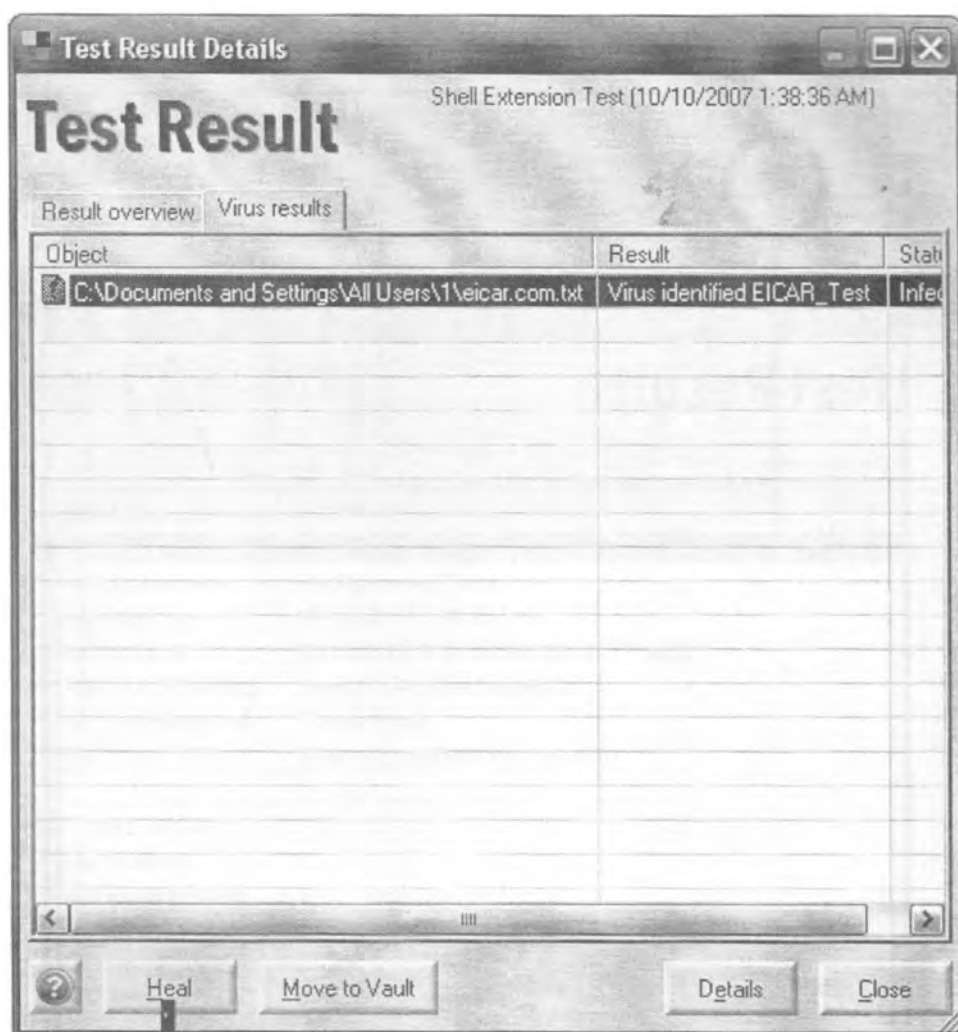 Test Result Details
Shell Extension Test (10/10/2007 1:38:36 AM)
Test Result
Result overview
Virus results
Object Result Statu
C:\Documents and Settings\All Users\1\eicar.com.txt Virus identified EICAR_Test Infec
?
Heal
Move to Vault
Details
Close